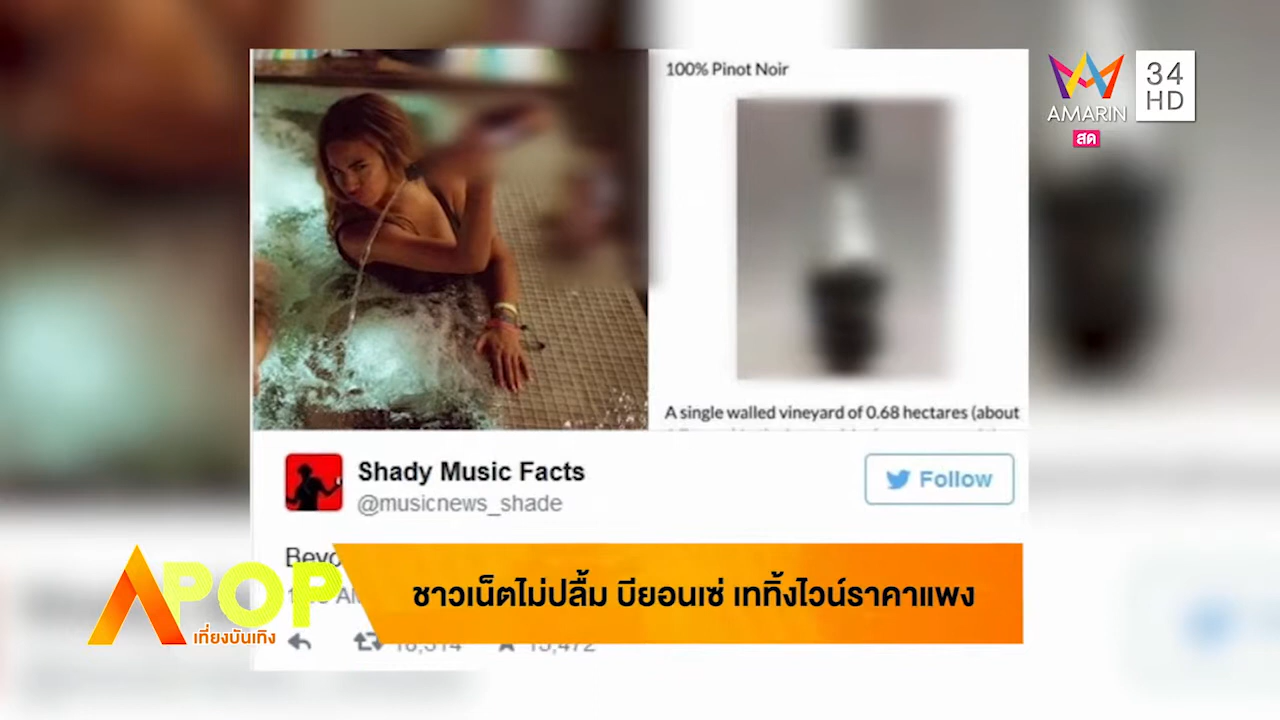 100% Pinot Noir
AMARIN
34
HD
สด
A single walled vineyard of 0.68 hectares (about
Shady Music Facts
@musicnews_shade
Follow
POP
เที่ยงบันเทิง
ชาวเน็ตไม่ปลื้ม บียอนเซ่ เททิ้งไวน์ราคาแพง